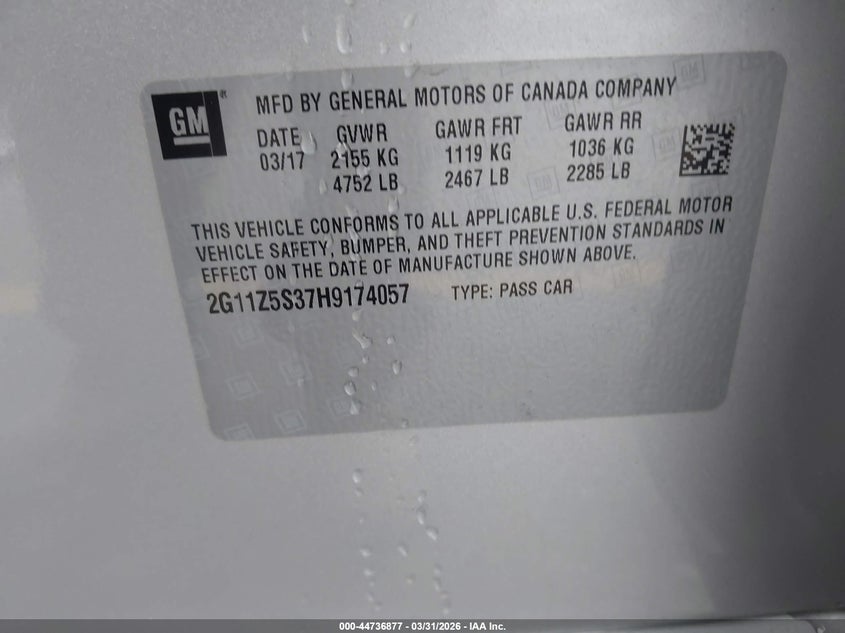 GM
MFD BY GENERAL MOTORS OF CANADA COMPANY
DATE GVWR GAWR FRT GAWR RR
03/17 2155 KG 1119 KG 1036 KG
4752 LB 2467 LB 2285 LB
THIS VEHICLE CONFORMS TO ALL APPLICABLE U.S. FEDERAL MOTOR
VEHICLE SAFETY, BUMPER, AND THEFT PREVENTION STANDARDS IN
EFFECT ON THE DATE OF MANUFACTURE SHOWN ABOVE.
2G11Z5S37H9174057 TYPE: PASS CAR
000-44736877 - 03/31/2026 - IAA Inc.